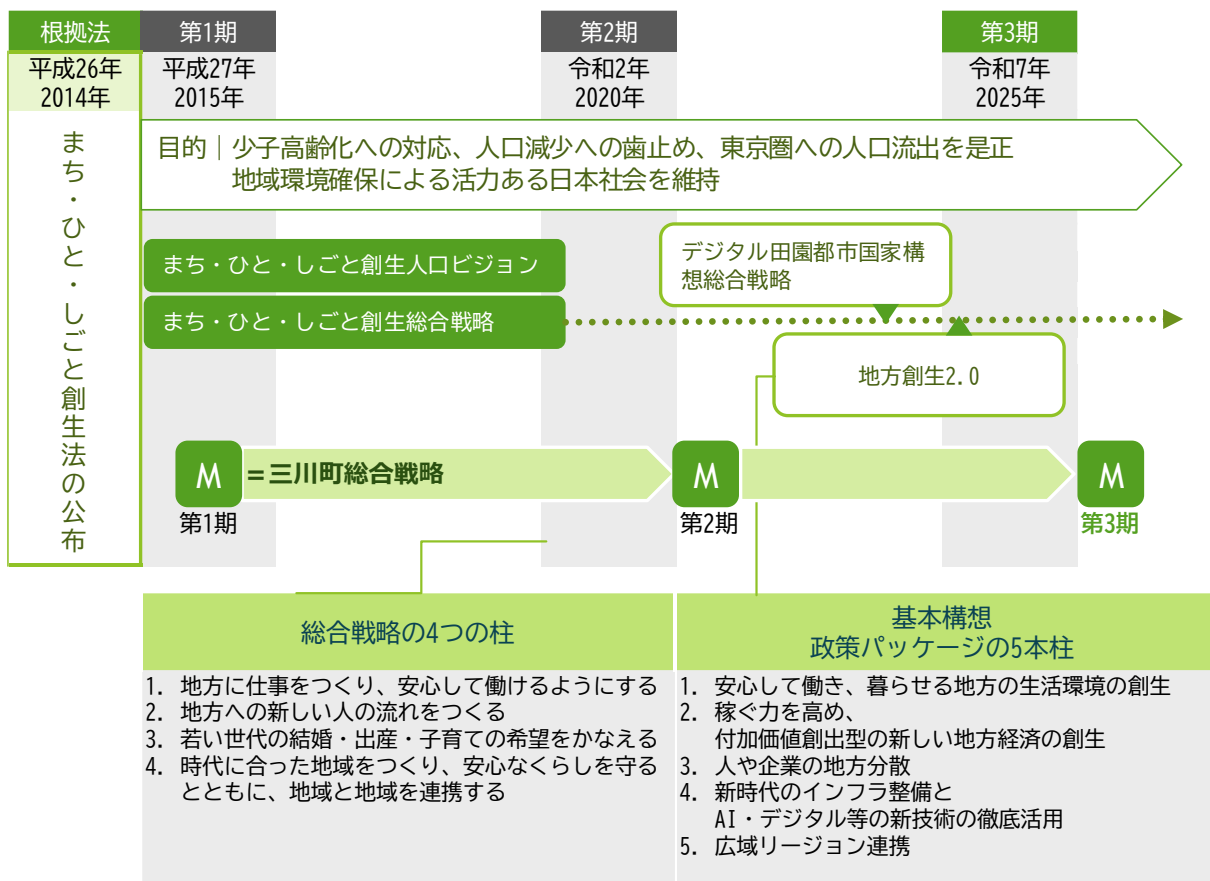 根拠法
第1期
第2期
第3期
平成26年
2014年
平成27年
2015年
令和2年
2020年
令和7年
2025年
まち・ひと・しごと創生法の公布
目的｜少子高齢化への対応、人口減少への歯止め、東京圏への人口流出を是正
地域環境確保による活力ある日本社会を維持
まち・ひと・しごと創生人口ビジョン
まち・ひと・しごと創生総合戦略
デジタル田園都市国家構
想総合戦略
地方創生2.0
M
＝三川町総合戦略
M
M
第1期
第2期
第3期
総合戦略の4つの柱
1. 地方に仕事をつくり、安心して働けるようにする
2. 地方への新しい人の流れをつくる
3. 若い世代の結婚・出産・子育ての希望をかなえる
4. 時代に合った地域をつくり、安心なくらしを守る
とともに、地域と地域を連携する
基本構想
政策パッケージの5本柱
1. 安心して働き、暮らせる地方の生活環境の創生
2. 稼ぐ力を高め、
付加価値創出型の新しい地方経済の創生
3. 人や企業の地方分散
4. 新時代のインフラ整備と
AI・デジタル等の新技術の徹底活用
5. 広域リージョン連携